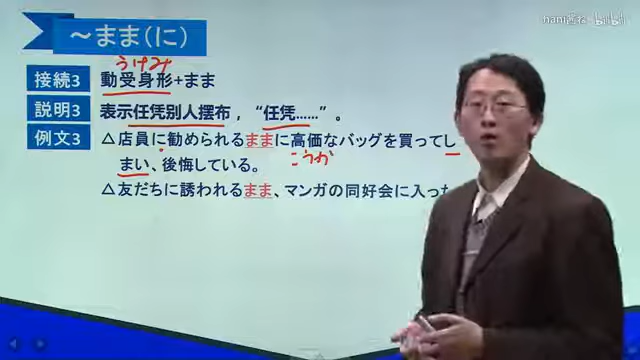 ～まま(に)
うけみ
接続3 動受身形+まま
説明3 表示任凭别人摆布，“任凭……”。
例文3 △店員に勧められるままに高価なバッグを買ってし
こうか
まい、後悔している。
△友だちに誘われるまま、マンガの同好会に入った
bilibili